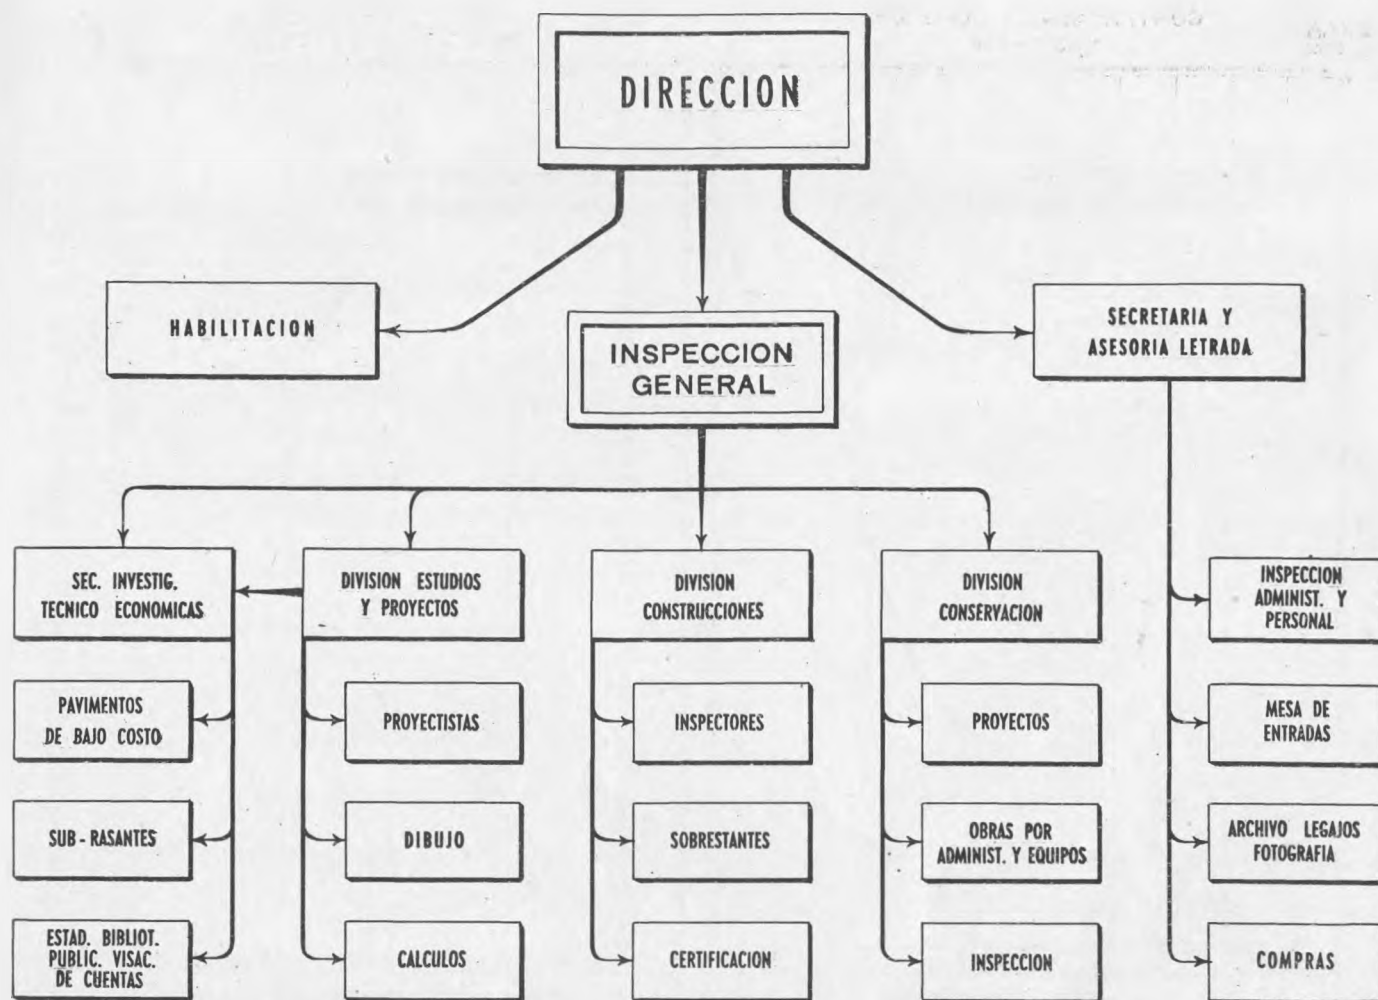 DIRECCION
HABILITACION
INSPECCION
GENERAL
SECRETARIA Y
ASESORIA LETRADA
SEC. INVESTIG.
TECNICO ECONOMICAS
DIVISION ESTUDIOS
Y PROYECTOS
DIVISION
CONSTRUCCIONES
DIVISION
CONSERVACION
INSPECCION
ADMINIST. Y
PERSONAL
PAVIMENTOS
DE BAJO COSTO
PROYECTISTAS
INSPECTORES
PROYECTOS
MESA DE
ENTRADAS
SUB-RASANTES
DIBUJO
SOBRESTANTES
OBRAS POR
ADMINIST. Y EQUIPOS
ARCHIVO LEGAJOS
FOTOGRAFIA
ESTAD. BIBLIOT.
PUBLIC. VISAC.
DE CUENTAS
CALCULOS
CERTIFICACION
INSPECCION
COMPRAS